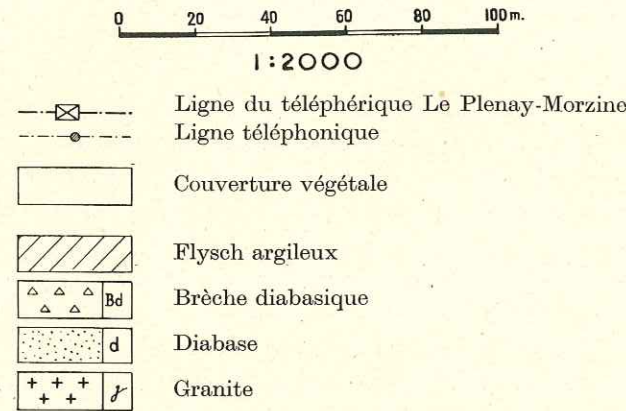 0 20 40 60 80 100 m.
1:2000
Ligne du téléphérique Le Plenay-Morzine
Ligne téléphonique
Couverture végétale
Flysch argileux
Bd Brèche diabasique
d Diabase
γ Granite